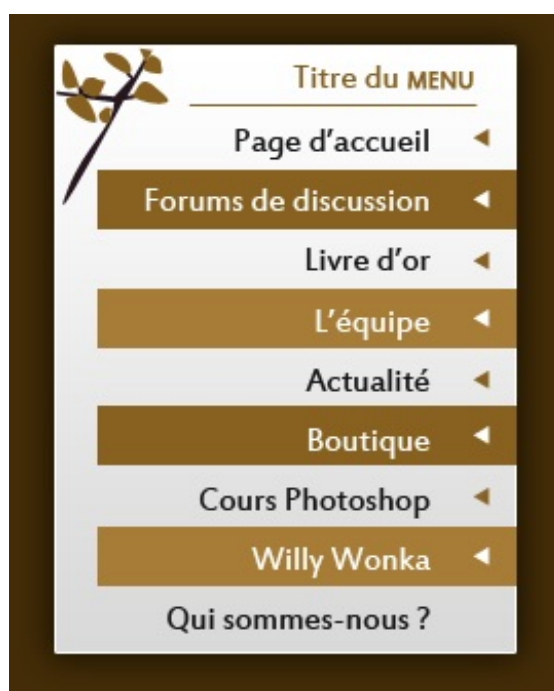 Titre du MENU
Page d’accueil
Forums de discussion
Livre d’or
L’équipe
Actualité
Boutique
Cours Photoshop
Willy Wonka
Qui sommes-nous ?